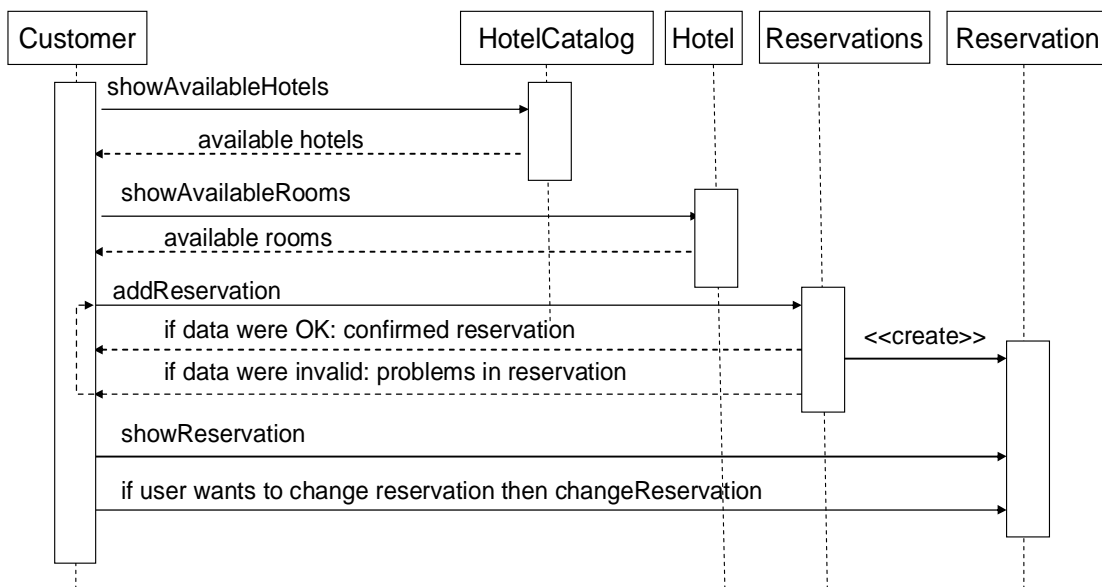 Customer
HotelCatalog
Hotel
Reservations
Reservation
showAvailableHotels
available hotels
showAvailableRooms
available rooms
addReservation
if data were OK: confirmed reservation
<<create>>
if data were invalid: problems in reservation
showReservation
if user wants to change reservation then changeReservation